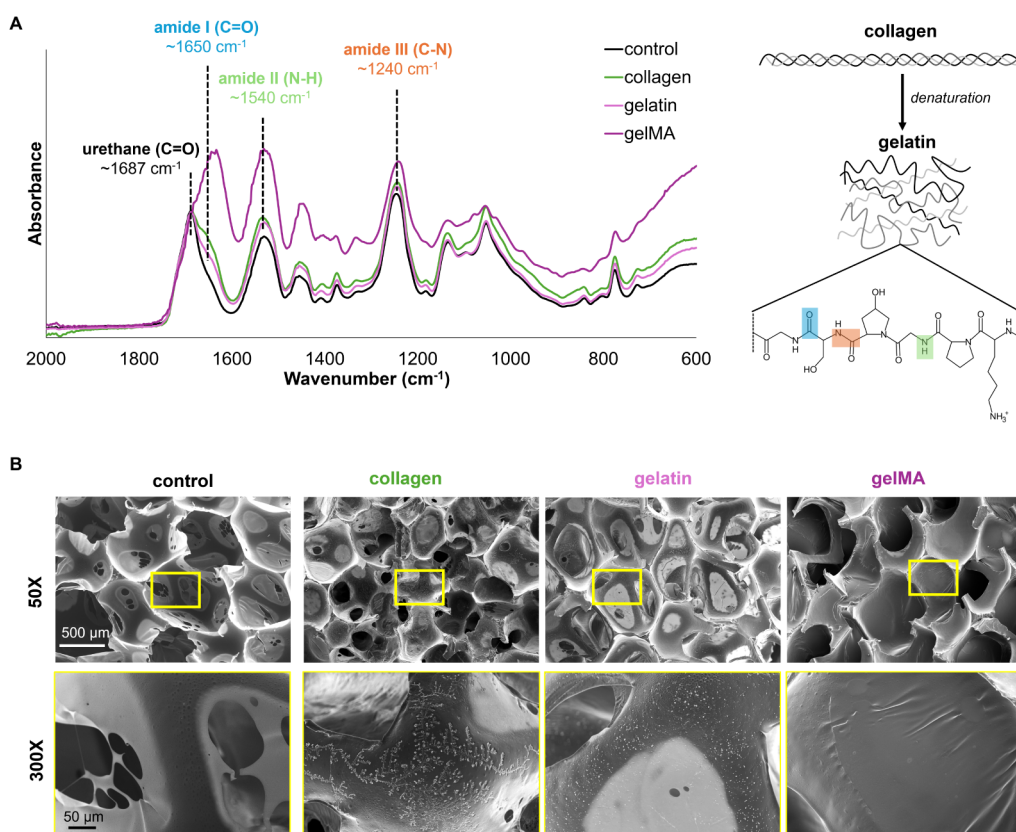 A
amide I (C=O)
~1650 cm⁻¹
amide II (N-H)
~1540 cm⁻¹
amide III (C-N)
~1240 cm⁻¹
urethane (C=O)
~1687 cm⁻¹
control
collagen
gelatin
gelMA
Absorbance
2000 1800 1600 1400 1200 1000 800 600
Wavenumber (cm⁻¹)
collagen
denaturation
gelatin
OH
O
O
O
H
N
N
N
H
O
HO
O
O
N
H
O
N
H
N
NH₃⁺
B
control
collagen
gelatin
gelMA
50X
500 µm
300X
50 µm